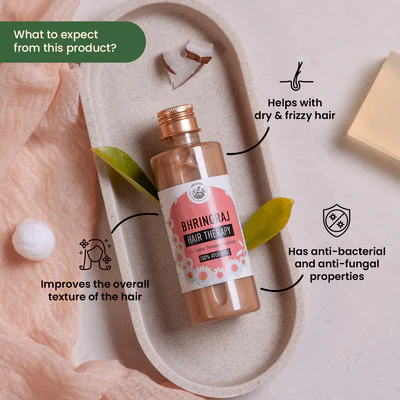 What to expect
from this product?
Helps with
dry & frizzy hair
BHRINGRAJ
HAIR THERAPY
100% AYURVEDIC
Has anti-bacterial
and anti-fungal
properties
Improves the overall
texture of the hair